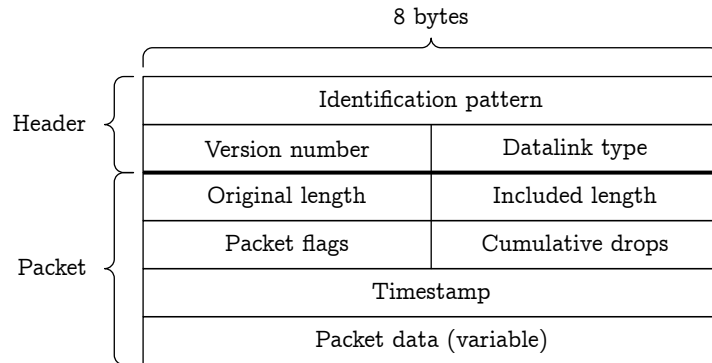 8 bytes
Header
Identification pattern
Version number
Datalink type
Packet
Original length
Included length
Packet flags
Cumulative drops
Timestamp
Packet data (variable)